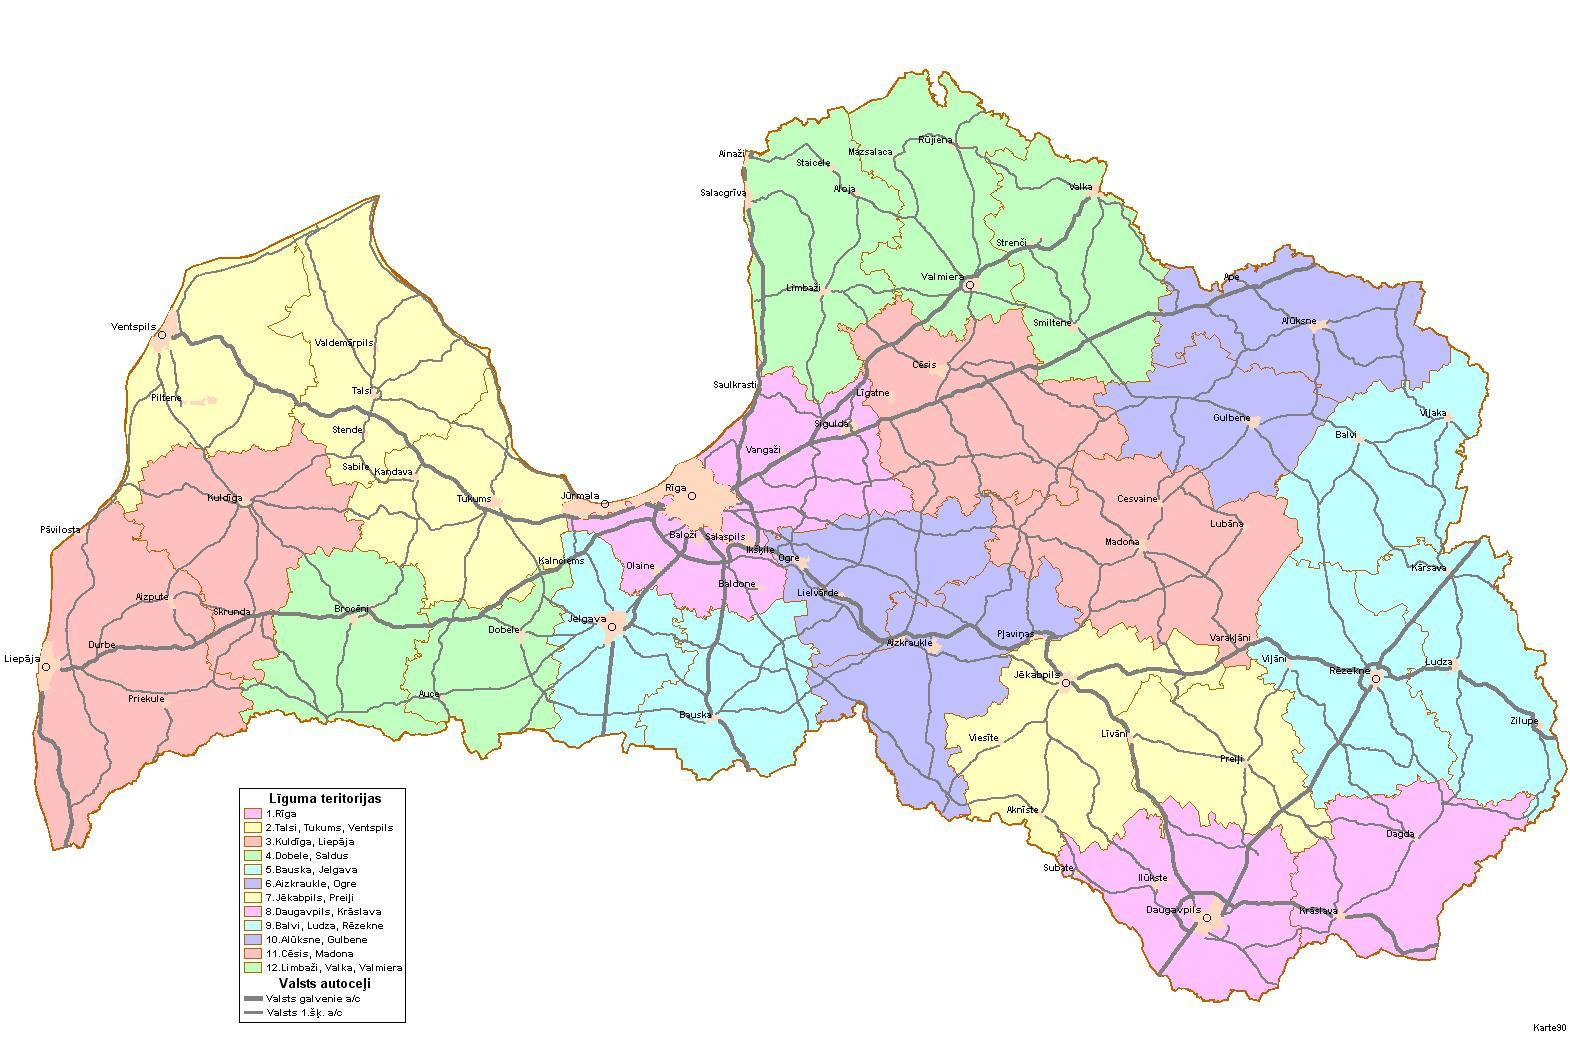 Ainaži
Staicele
Mazsalaca
Rūjiena
Salacgrīva
Aloja
Valka
Strenči
Valmiera
Limbaži
Ape
Alūksne
Smiltene
Ventspils
Valdemārpils
Talsi
Piltene
Stende
Sabile
Kandava
Saulkrasti
Cēsis
Līgatne
Sigulda
Vangaži
Gulbene
Viļaka
Balvi
Kuldīga
Tukums
Jūrmala
Rīga
Cesvaine
Lubāna
Madona
Pāvilosta
Baloži
Salaspils
Ikšķile
Ogre
Kalnciems
Olaine
Baldone
Lielvārde
Kārsava
Aizpute
Skrunda
Brocēni
Dobele
Jelgava
Aizkraukle
Pļaviņas
Varakļāni
Durbe
Liepāja
Viļāni
Rēzekne
Ludza
Jēkabpils
Priekule
Auce
Bauska
Zilupe
Viesīte
Līvāni
Preiļi
Aknīste
Dagda
Subate
Ilūkste
Daugavpils
Krāslava
Līguma teritorijas
1.Rīga
2.Talsi, Tukums, Ventspils
3.Kuldīga, Liepāja
4.Dobele, Saldus
5.Bauska, Jelgava
6.Aizkraukle, Ogre
7.Jēkabpils, Preiļi
8.Daugavpils, Krāslava
9.Balvi, Ludza, Rēzekne
10.Alūksne, Gulbene
11.Cēsis, Madona
12.Limbaži, Valka, Valmiera
Valsts autoceļi
Valsts galvenie a/c
Valsts 1.šķ. a/c
Karte90